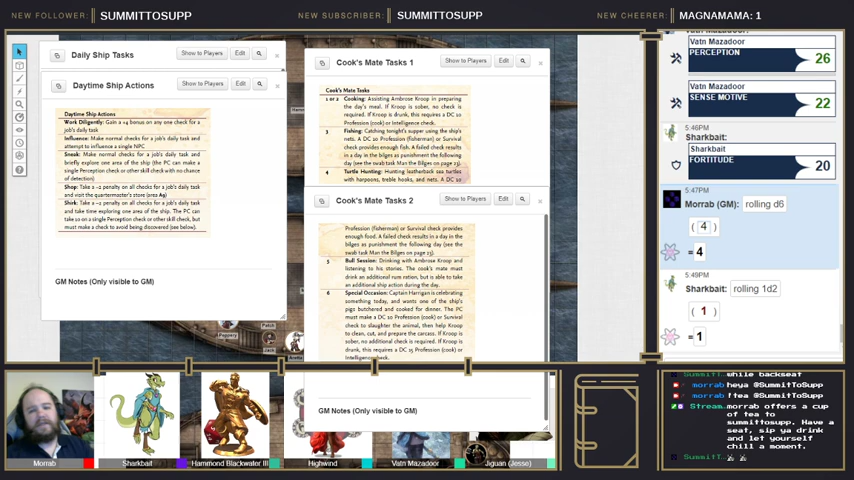 NEW FOLLOWER: SUMMITTOSUPP
NEW SUBSCRIBER: SUMMITTOSUPP
NEW CHEERER: MAGNAMAMA: 1
Daily Ship Tasks
Show to Players
Edit
Daytime Ship Actions
Show to Players
Edit
Daytime Ship Actions
Work Diligently: Gain a +4 bonus on any one check for a
job's daily task
Influence: Make normal checks for a job's daily task and
attempt to influence a single NPC
Sneak: Make normal checks for a job's daily task and
briefly explore one area of the ship (the PC can make a
single Perception check or other skill check with no chance
of detection)
Shop: Take a -2 penalty on all checks for a job's daily task
and visit the quartermaster's store (area A9)
Shirk: Take a -2 penalty on all checks for a job's daily task
and take time exploring one area of the ship. The PC can
take 20 on a single Perception check or other skill check, but
must make a check to avoid being discovered (see below).
GM Notes (Only visible to GM)
Cook's Mate Tasks 1
Show to Players
Edit
Cook's Mate Tasks
1 or 2 Cooking: Assisting Ambrose Kroop in preparing
the day's meal. If Kroop is sober, no check is
required. If Kroop is drunk, this requires a DC 10
Profession (cook) or Intelligence check.
3 Fishing: Catching tonight's supper using the ship's
nets. A DC 10 Profession (fisherman) or Survival
check provides enough fish. A failed check results
in a day in the bilges as punishment the following
day (see the swab task Man the Bilges on page 23).
4 Turtle Hunting: Hunting leatherback sea turtles
with harpoons, treble hooks, and nets. A DC 10
Cook's Mate Tasks 2
Show to Players
Edit
Profession (fisherman) or Survival check provides
enough food. A failed check results in a day in the
bilges as punishment the following day (see the
swab task Man the Bilges on page 23).
5 Bull Session: Drinking with Ambrose Kroop and
listening to his stories. The cook's mate must
drink an additional rum ration, but is able to take
an additional ship action during the day.
6 Special Occasion: Captain Harrigan is celebrating
something today, and wants one of the ship's
pigs butchered and cooked for dinner. The PC
must make a DC 10 Profession (cook) or Survival
check to slaughter the animal, then help Kroop
to clean, cut, and prepare the carcass. If Kroop is
sober, no additional check is required. If Kroop is
drunk, this requires a DC 15 Profession (cook) or
Intelligence check.
GM Notes (Only visible to GM)
Peppery
Patch
Jack
Vatn Mazadoor
PERCEPTION 26
Vatn Mazadoor
SENSE MOTIVE 22
5:46PM
Sharkbait:
Sharkbait
FORTITUDE 20
5:47PM
Morrab (GM): rolling d6
( 4 )
= 4
5:49PM
Sharkbait: rolling 1d2
( 1 )
= 1
SummitT… while backseat
morrab heya @SummitToSupp
morrab !tea @SummitToSupp
Stream… morrab offers a cup
of tea to
summittosupp. Have a
seat, sip ya drink
and let yourself
chill a moment.
SummitT…
Morrab
Sharkbait
Hammond Blackwater III
Highwind
Vatn Mazadoor
Jiguan (Jesse)